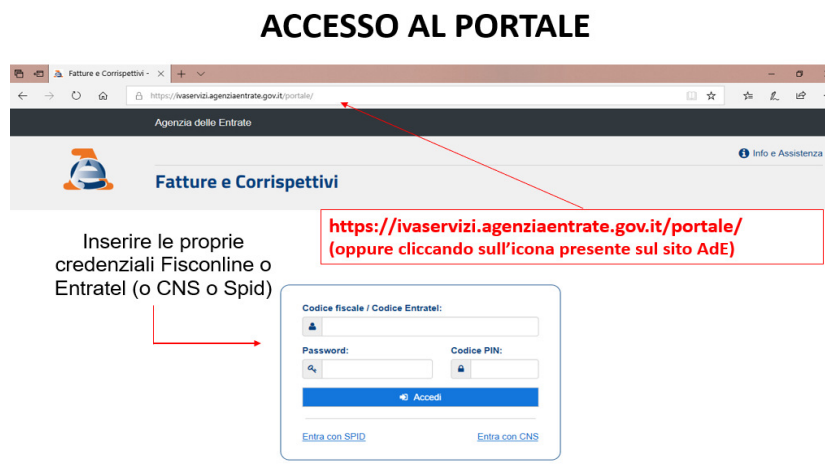 ACCESSO AL PORTALE
Fatture e Corrispettivi -
https://ivaservizi.agenziaentrate.gov.it/portale/
Agenzia delle Entrate
Info e Assistenza
Fatture e Corrispettivi
https://ivaservizi.agenziaentrate.gov.it/portale/
(oppure cliccando sull'icona presente sul sito AdE)
Inserire le proprie
credenziali Fisconline o
Entratel (o CNS o Spid)
Codice fiscale / Codice Entratel:
Password:
Codice PIN:
Accedi
Entra con SPID
Entra con CNS